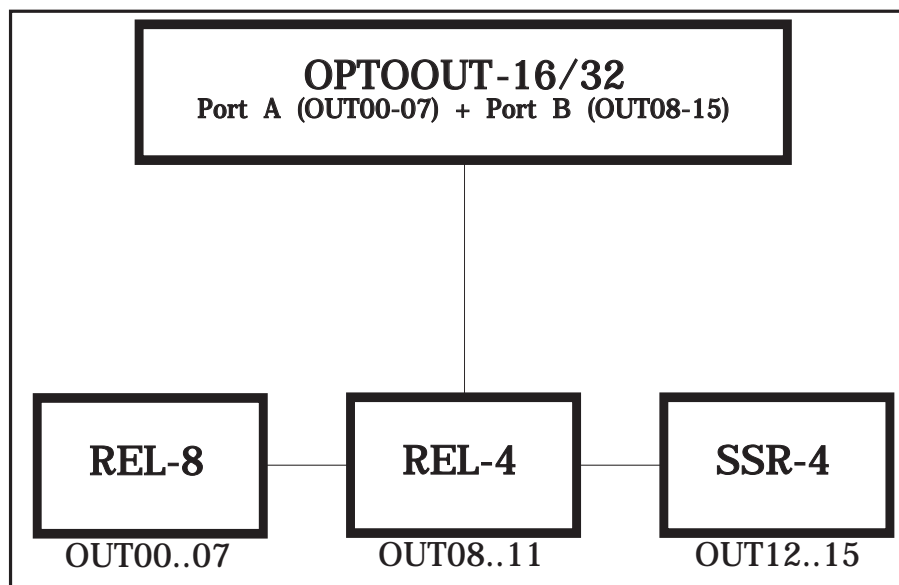 OPTOOUT-16/32
Port A (OUT00-07) + Port B (OUT08-15)
REL-8
REL-4
SSR-4
OUT00..07
OUT08..11
OUT12..15